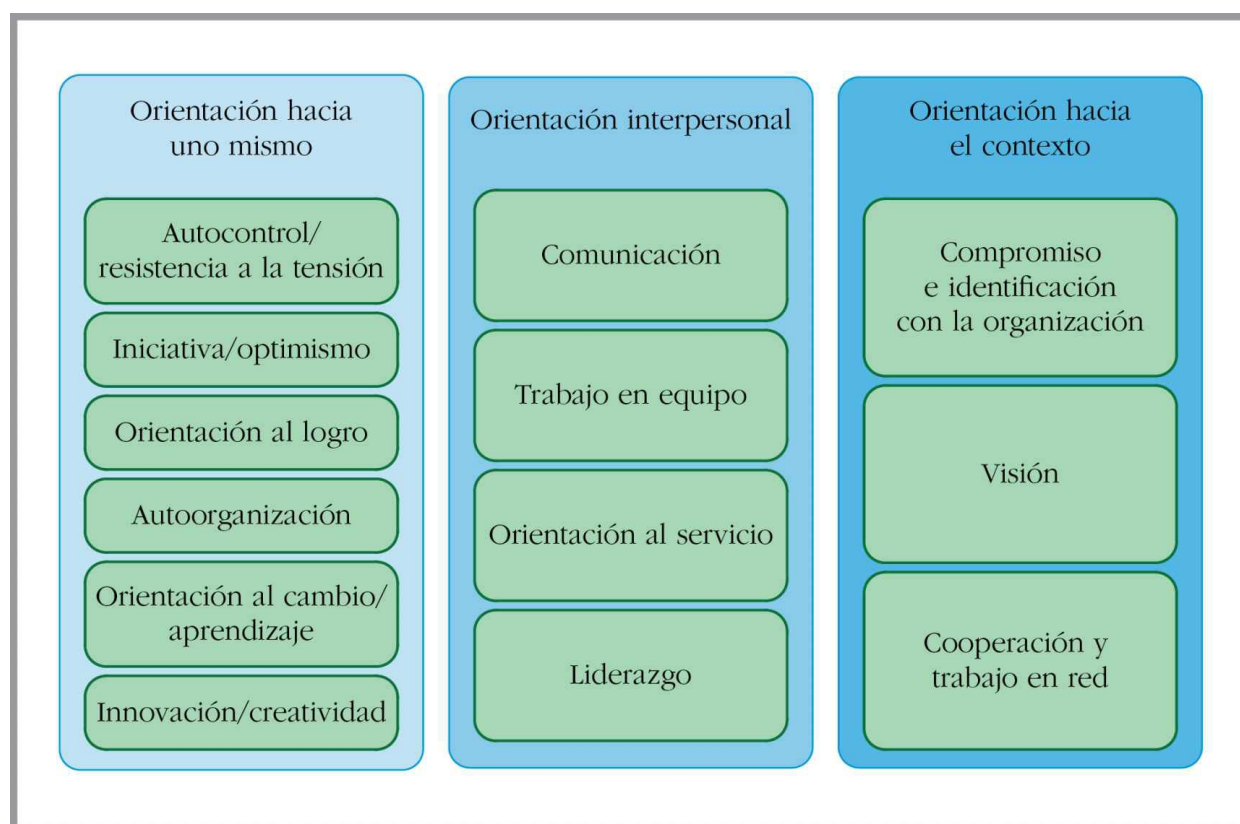 Orientación hacia
uno mismo
Autocontrol/
resistencia a la tensión
Iniciativa/optimismo
Orientación al logro
Autoorganización
Orientación al cambio/
aprendizaje
Innovación/creatividad
Orientación interpersonal
Comunicación
Trabajo en equipo
Orientación al servicio
Liderazgo
Orientación hacia
el contexto
Compromiso
e identificación
con la organización
Visión
Cooperación y
trabajo en red